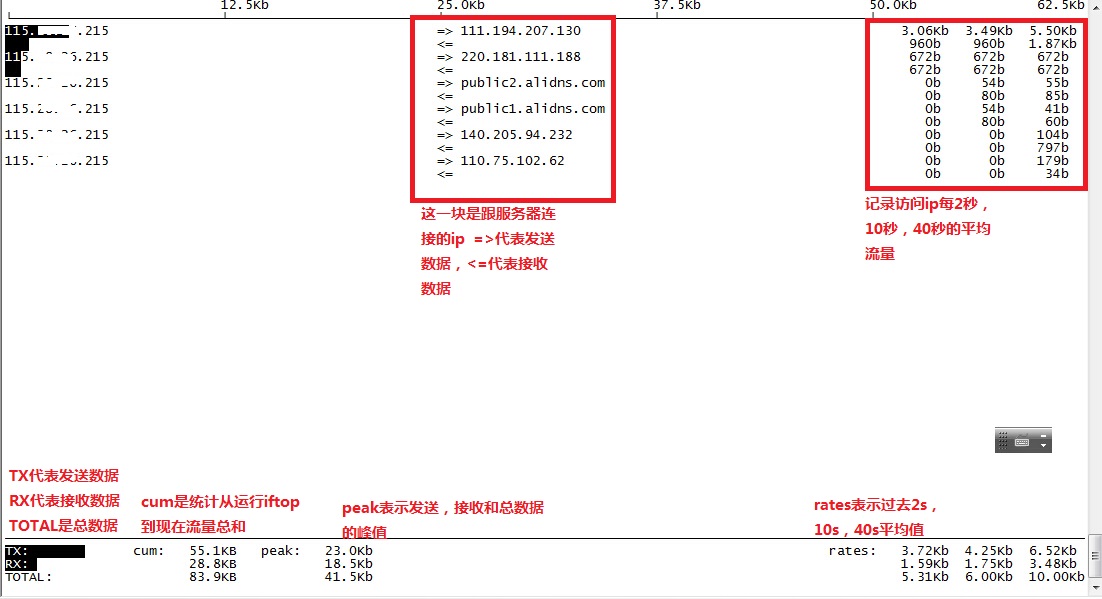 12.5Kb 25.0Kb 37.5Kb 50.0Kb 62.5Kb
115. .215 => 111.194.207.130 3.06Kb 3.49Kb 5.50Kb
<= 960b 960b 1.87Kb
115. .215 => 220.181.111.188 672b 672b 672b
<= 672b 672b 672b
115. .215 => public2.alidns.com 0b 54b 55b
<= 0b 80b 85b
115. .215 => public1.alidns.com 0b 54b 41b
<= 0b 80b 60b
115. .215 => 140.205.94.232 0b 0b 104b
<= 0b 0b 797b
115. .215 => 110.75.102.62 0b 0b 179b
<= 0b 0b 34b
这一块是跟服务器连
接的ip =>代表发送
数据，<=代表接收
数据
记录访问ip每2秒，
10秒，40秒的平均
流量
TX代表发送数据
RX代表接收数据
TOTAL是总数据
cum是统计从运行iftop
到现在流量总和
peak表示发送，接收和总数据
的峰值
rates表示过去2s，
10s，40s平均值
TX: cum: 55.1KB peak: 23.0Kb rates: 3.72Kb 4.25Kb 6.52Kb
RX: 28.8KB 18.5Kb 1.59Kb 1.75Kb 3.48Kb
TOTAL: 83.9KB 41.5Kb 5.31Kb 6.00Kb 10.00Kb